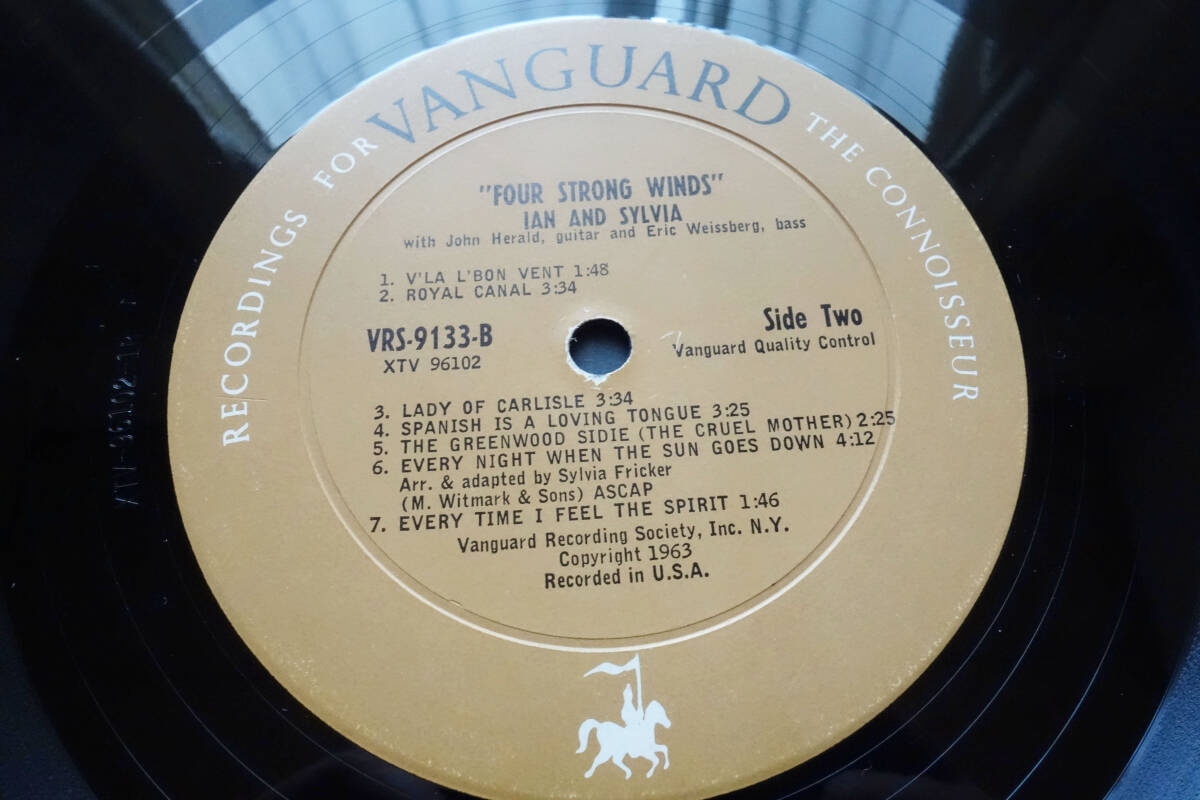 RECORDINGS FOR VANGUARD THE CONNOISSEUR
"FOUR STRONG WINDS"
IAN AND SYLVIA
with John Herald, guitar and Eric Weissberg, bass
1. V'LA L'BON VENT 1:48
2. ROYAL CANAL 3:34
VRS-9133-B
XTV 96102
Side Two
Vanguard Quality Control
3. LADY OF CARLISLE 3:34
4. SPANISH IS A LOVING TONGUE 3:25
5. THE GREENWOOD SIDIE (THE CRUEL MOTHER) 2:25
6. EVERY NIGHT WHEN THE SUN GOES DOWN 4:12
Arr. & adapted by Sylvia Fricker
(M. Witmark & Sons) ASCAP
7. EVERY TIME I FEEL THE SPIRIT 1:46
Vanguard Recording Society, Inc. N.Y.
Copyright 1963
Recorded in U.S.A.